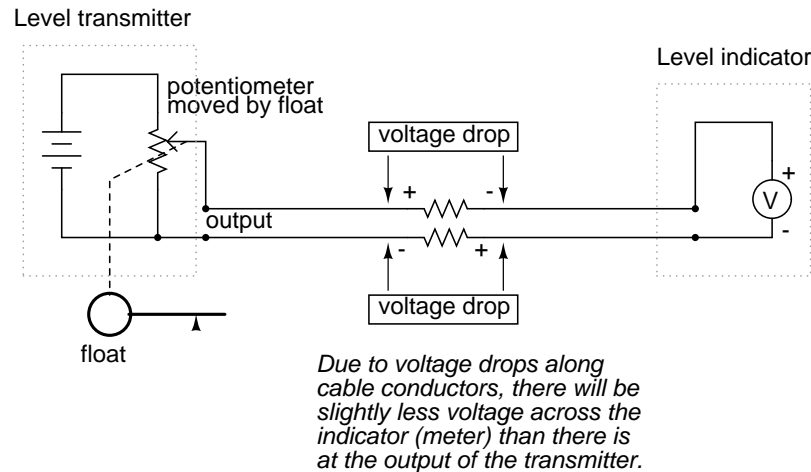 Level transmitter
Level indicator
potentiometer
moved by float
voltage drop
+ -
output
- +
V
+
-
voltage drop
float
Due to voltage drops along
cable conductors, there will be
slightly less voltage across the
indicator (meter) than there is
at the output of the transmitter.